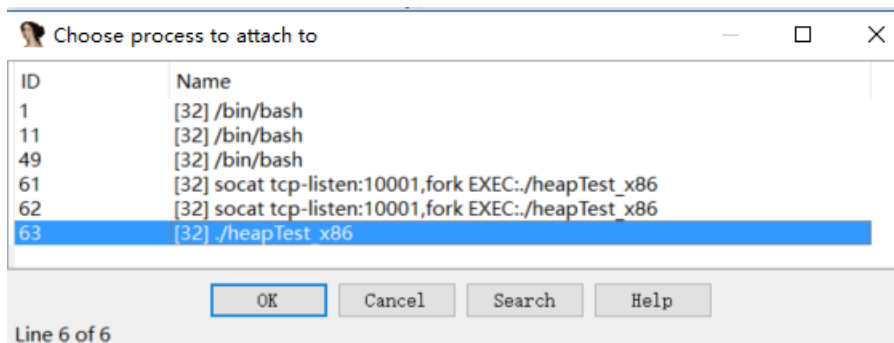 Choose process to attach to
ID Name
1 [32] /bin/bash
11 [32] /bin/bash
49 [32] /bin/bash
61 [32] socat tcp-listen:10001,fork EXEC:./heapTest_x86
62 [32] socat tcp-listen:10001,fork EXEC:./heapTest_x86
63 [32] ./heapTest_x86
OK Cancel Search Help
Line 6 of 6